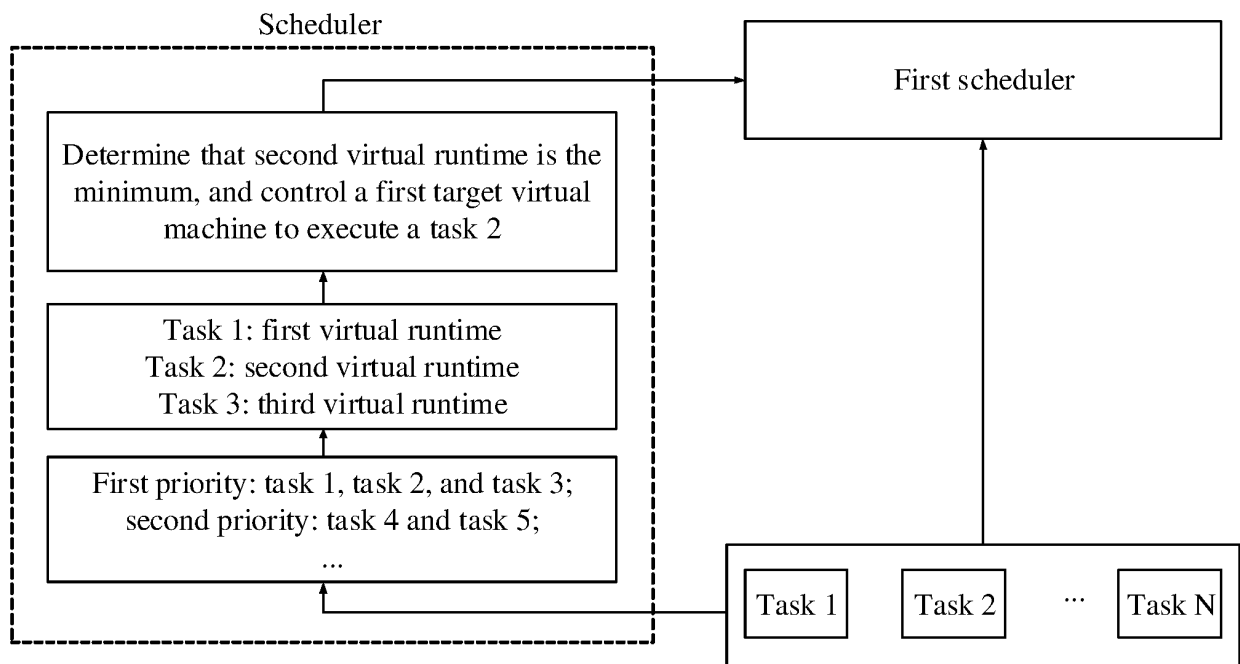 Scheduler
First scheduler
Determine that second virtual runtime is the
minimum, and control a first target virtual
machine to execute a task 2
Task 1: first virtual runtime
Task 2: second virtual runtime
Task 3: third virtual runtime
First priority: task 1, task 2, and task 3;
second priority: task 4 and task 5;
...
Task 1
Task 2
...
Task N